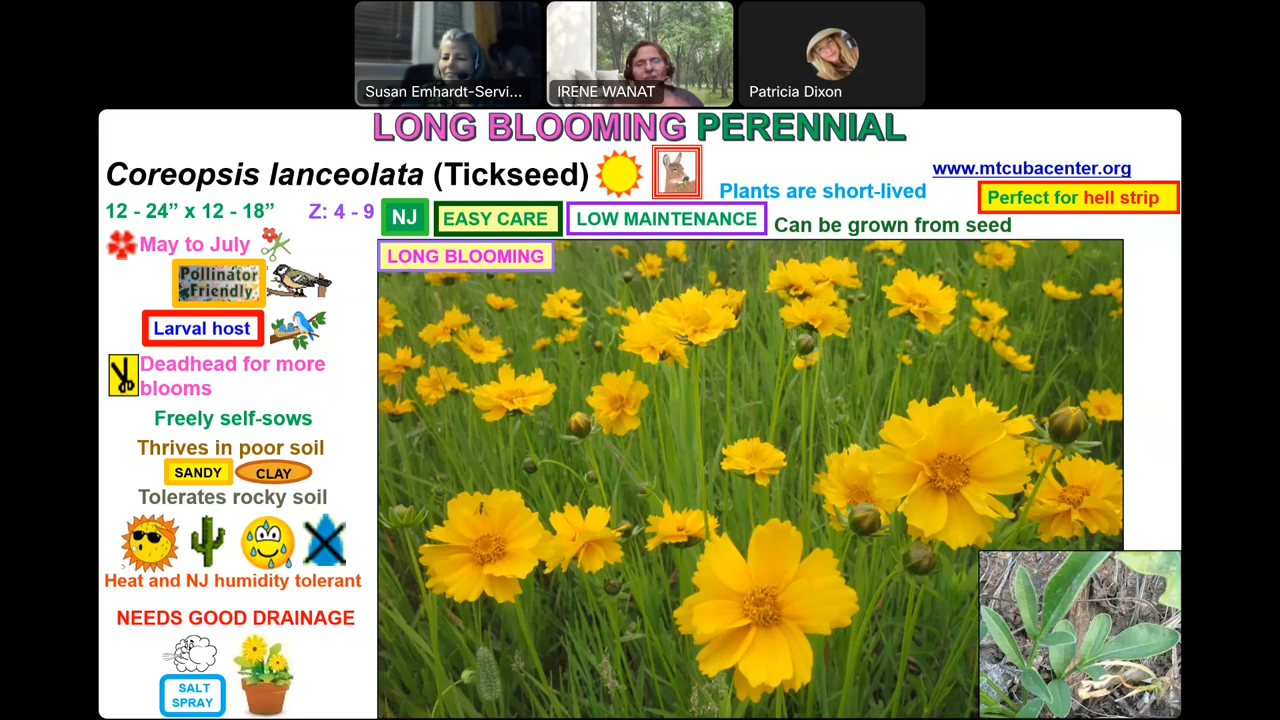 Susan Emhardt-Servi...
IRENE WANAT
Patricia Dixon
LONG BLOOMING PERENNIAL
Coreopsis lanceolata (Tickseed)
www.mtcubacenter.org
Plants are short-lived
Perfect for hell strip
12 - 24” x 12 - 18”
Z: 4 - 9
NJ
EASY CARE
LOW MAINTENANCE
Can be grown from seed
May to July
LONG BLOOMING
Pollinator
Friendly
Larval host
Deadhead for more
blooms
Freely self-sows
Thrives in poor soil
SANDY
CLAY
Tolerates rocky soil
Heat and NJ humidity tolerant
NEEDS GOOD DRAINAGE
SALT
SPRAY